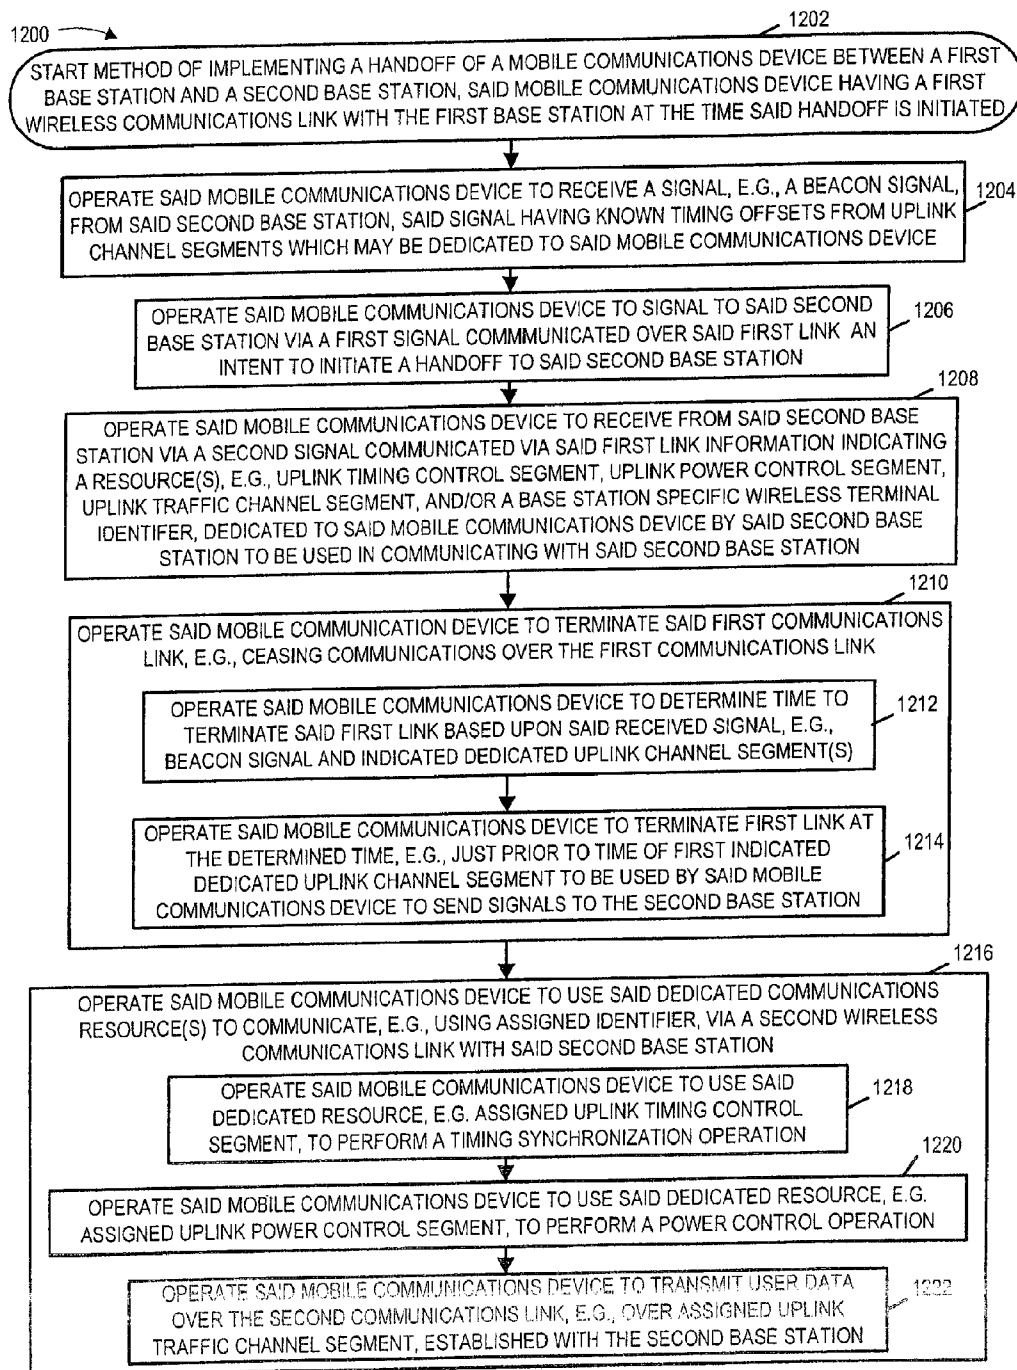 1200
1202
START METHOD OF IMPLEMENTING A HANDOFF OF A MOBILE COMMUNICATIONS DEVICE BETWEEN A FIRST
BASE STATION AND A SECOND BASE STATION, SAID MOBILE COMMUNICATIONS DEVICE HAVING A FIRST
WIRELESS COMMUNICATIONS LINK WITH THE FIRST BASE STATION AT THE TIME SAID HANDOFF IS INITIATED
OPERATE SAID MOBILE COMMUNICATIONS DEVICE TO RECEIVE A SIGNAL, E.G., A BEACON SIGNAL,
FROM SAID SECOND BASE STATION, SAID SIGNAL HAVING KNOWN TIMING OFFSETS FROM UPLINK
CHANNEL SEGMENTS WHICH MAY BE DEDICATED TO SAID MOBILE COMMUNICATIONS DEVICE
1204
OPERATE SAID MOBILE COMMUNICATIONS DEVICE TO SIGNAL TO SAID SECOND
BASE STATION VIA A FIRST SIGNAL COMMMUNICATED OVER SAID FIRST LINK AN
INTENT TO INITIATE A HANDOFF TO SAID SECOND BASE STATION
1206
1208
OPERATE SAID MOBILE COMMUNICATIONS DEVICE TO RECEIVE FROM SAID SECOND BASE
STATION VIA A SECOND SIGNAL COMMUNICATED VIA SAID FIRST LINK INFORMATION INDICATING
A RESOURCE(S), E.G., UPLINK TIMING CONTROL SEGMENT, UPLINK POWER CONTROL SEGMENT,
UPLINK TRAFFIC CHANNEL SEGMENT, AND/OR A BASE STATION SPECIFIC WIRELESS TERMINAL
IDENTIFER, DEDICATED TO SAID MOBILE COMMUNICATIONS DEVICE BY SAID SECOND BASE
STATION TO BE USED IN COMMUNICATING WITH SAID SECOND BASE STATION
1210
OPERATE SAID MOBILE COMMUNICATION DEVICE TO TERMINATE SAID FIRST COMMUNICATIONS
LINK, E.G., CEASING COMMUNICATIONS OVER THE FIRST COMMUNICATIONS LINK
OPERATE SAID MOBILE COMMUNICATIONS DEVICE TO DETERMINE TIME TO
TERMINATE SAID FIRST LINK BASED UPON SAID RECEIVED SIGNAL, E.G.,
BEACON SIGNAL AND INDICATED DEDICATED UPLINK CHANNEL SEGMENT(S)
1212
OPERATE SAID MOBILE COMMUNICATIONS DEVICE TO TERMINATE FIRST LINK AT
THE DETERMINED TIME, E.G., JUST PRIOR TO TIME OF FIRST INDICATED
DEDICATED UPLINK CHANNEL SEGMENT TO BE USED BY SAID MOBILE
COMMUNICATIONS DEVICE TO SEND SIGNALS TO THE SECOND BASE STATION
1214
1216
OPERATE SAID MOBILE COMMUNICATIONS DEVICE TO USE SAID DEDICATED COMMUNICATIONS
RESOURCE(S) TO COMMUNICATE, E.G., USING ASSIGNED IDENTIFIER, VIA A SECOND WIRELESS
COMMUNICATIONS LINK WITH SAID SECOND BASE STATION
OPERATE SAID MOBILE COMMUNICATIONS DEVICE TO USE SAID
DEDICATED RESOURCE, E.G. ASSIGNED UPLINK TIMING CONTROL
SEGMENT, TO PERFORM A TIMING SYNCHRONIZATION OPERATION
1218
1220
OPERATE SAID MOBILE COMMUNICATIONS DEVICE TO USE SAID DEDICATED RESOURCE, E.G.
ASSIGNED UPLINK POWER CONTROL SEGMENT, TO PERFORM A POWER CONTROL OPERATION
OPERATE SAID MOBILE COMMUNICATIONS DEVICE TO TRANSMIT USER DATA
OVER THE SECOND COMMUNICATIONS LINK, E.G., OVER ASSIGNED UPLINK
TRAFFIC CHANNEL SEGMENT, ESTABLISHED WITH THE SECOND BASE STATION
1222